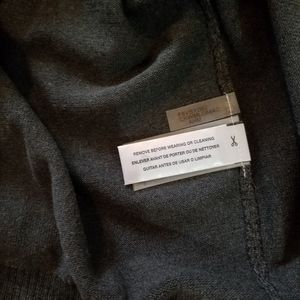 REMOVE BEFORE WEARING OR CLEANING
ENLEVER AVANT DE PORTER OU DE NETTOYER
QUITAR ANTES DE USAR O LIMPIAR